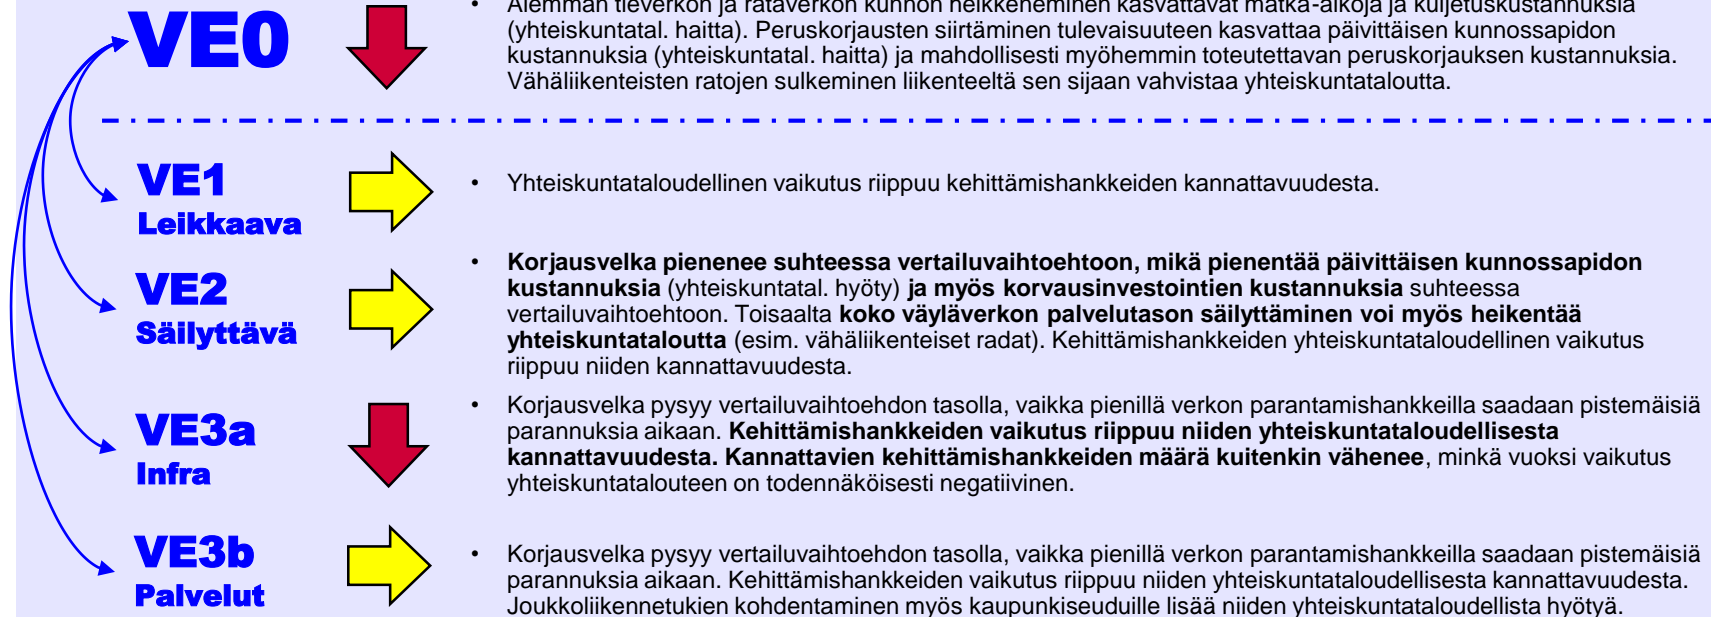 VE0
• Alemman tieverkon ja rataverkon kunnon heikkeneminen kasvattavat matka-aikoja ja kuljetuskustannuksia
(yhteiskuntatal. haitta). Peruskorjausten siirtäminen tulevaisuuteen kasvattaa päivittäisen kunnossapidon
kustannuksia (yhteiskuntatal. haitta) ja mahdollisesti myöhemmin toteutettavan peruskorjauksen kustannuksia.
Vähäliikenteisten ratojen sulkeminen liikenteeltä sen sijaan vahvistaa yhteiskuntataloutta.
VE1
Leikkaava
• Yhteiskuntataloudellinen vaikutus riippuu kehittämishankkeiden kannattavuudesta.
VE2
Säilyttävä
• Korjausvelka pienenee suhteessa vertailuvaihtoehtoon, mikä pienentää päivittäisen kunnossapidon
kustannuksia (yhteiskuntatal. hyöty) ja myös korvausinvestointien kustannuksia suhteessa
vertailuvaihtoehtoon. Toisaalta koko väyläverkon palvelutason säilyttäminen voi myös heikentää
yhteiskuntataloutta (esim. vähäliikenteiset radat). Kehittämishankkeiden yhteiskuntataloudellinen vaikutus
riippuu niiden kannattavuudesta.
VE3a
Infra
• Korjausvelka pysyy vertailuvaihtoehdon tasolla, vaikka pienillä verkon parantamishankkeilla saadaan pistemäisiä
parannuksia aikaan. Kehittämishankkeiden vaikutus riippuu niiden yhteiskuntataloudellisesta
kannattavuudesta. Kannattavien kehittämishankkeiden määrä kuitenkin vähenee, minkä vuoksi vaikutus
yhteiskuntatalouteen on todennäköisesti negatiivinen.
VE3b
Palvelut
• Korjausvelka pysyy vertailuvaihtoehdon tasolla, vaikka pienillä verkon parantamishankkeilla saadaan pistemäisiä
parannuksia aikaan. Kehittämishankkeiden vaikutus riippuu niiden yhteiskuntataloudellisesta kannattavuudesta.
Joukkoliikennetukien kohdentaminen myös kaupunkiseuduille lisää niiden yhteiskuntataloudellista hyötyä.